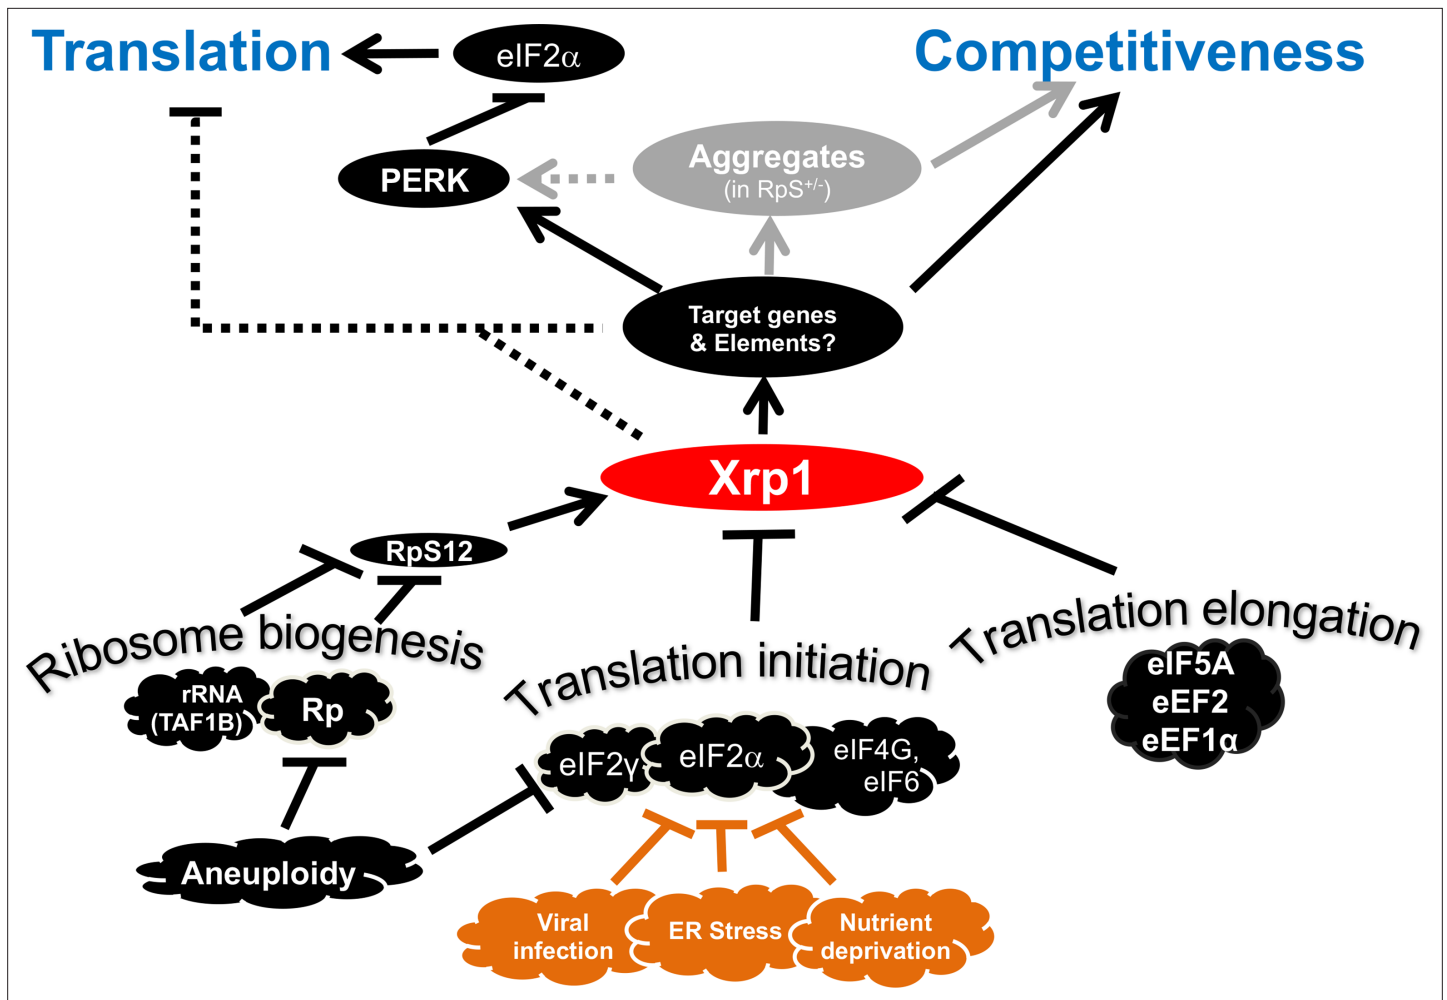 Translation
eIF2α
Competitiveness
PERK
Aggregates
(in RpS+/-)
Target genes
& Elements?
Xrp1
RpS12
Ribosome biogenesis
rRNA
(TAF1B)
Rp
Translation initiation
eIF2γ
eIF2α
eIF4G,
eIF6
Translation elongation
eIF5A
eEF2
eEF1α
Aneuploidy
Viral
infection
ER Stress
Nutrient
deprivation